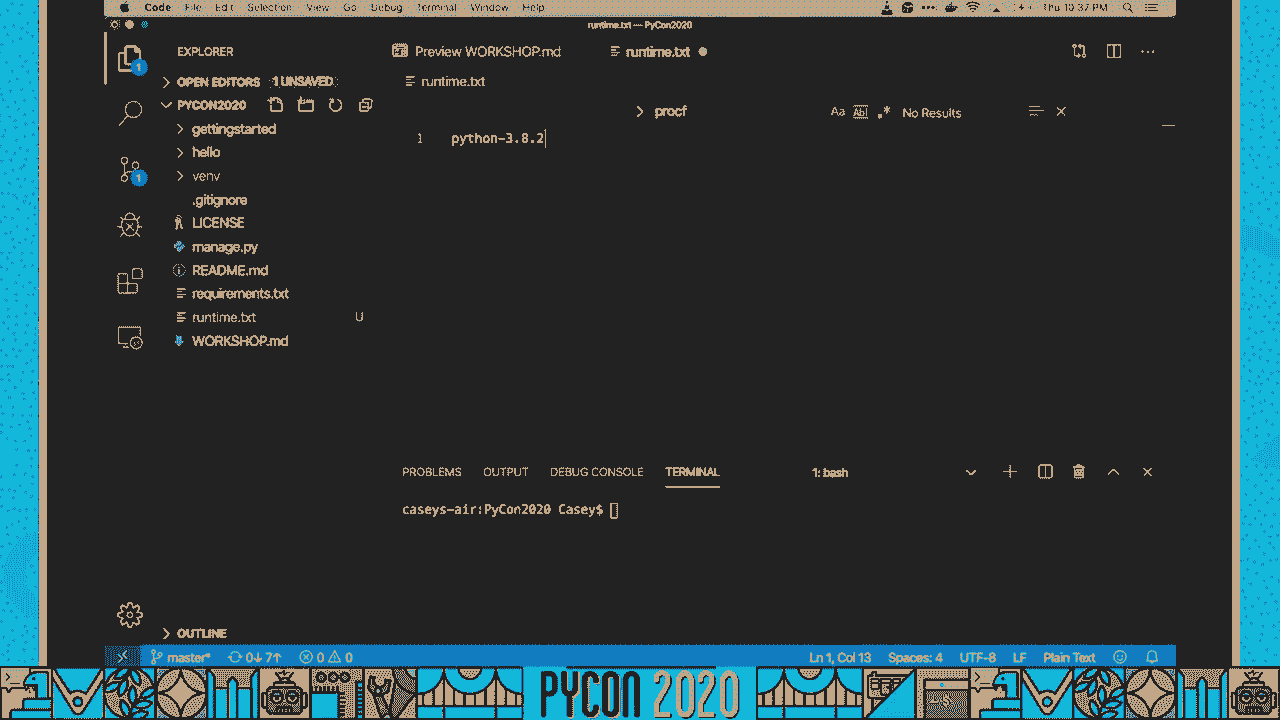 Code File Edit Selection View Go Debug Terminal Window Help Thu 10:37 PM
runtime.txt — PyCon2020
EXPLORER
Preview WORKSHOP.md
runtime.txt
OPEN EDITORS 1 UNSAVED
runtime.txt
PYCON2020
procf
Aa Abl .* No Results
gettingstarted
1 python-3.8.2
hello
venv
.gitignore
LICENSE
manage.py
README.md
requirements.txt
runtime.txt U
WORKSHOP.md
PROBLEMS OUTPUT DEBUG CONSOLE TERMINAL 1: bash
caseys-air:PyCon2020 Casey$
OUTLINE
master* 0↓ 7↑ 0 0 Ln 1, Col 13 Spaces: 4 UTF-8 LF Plain Text
PYCON 2020